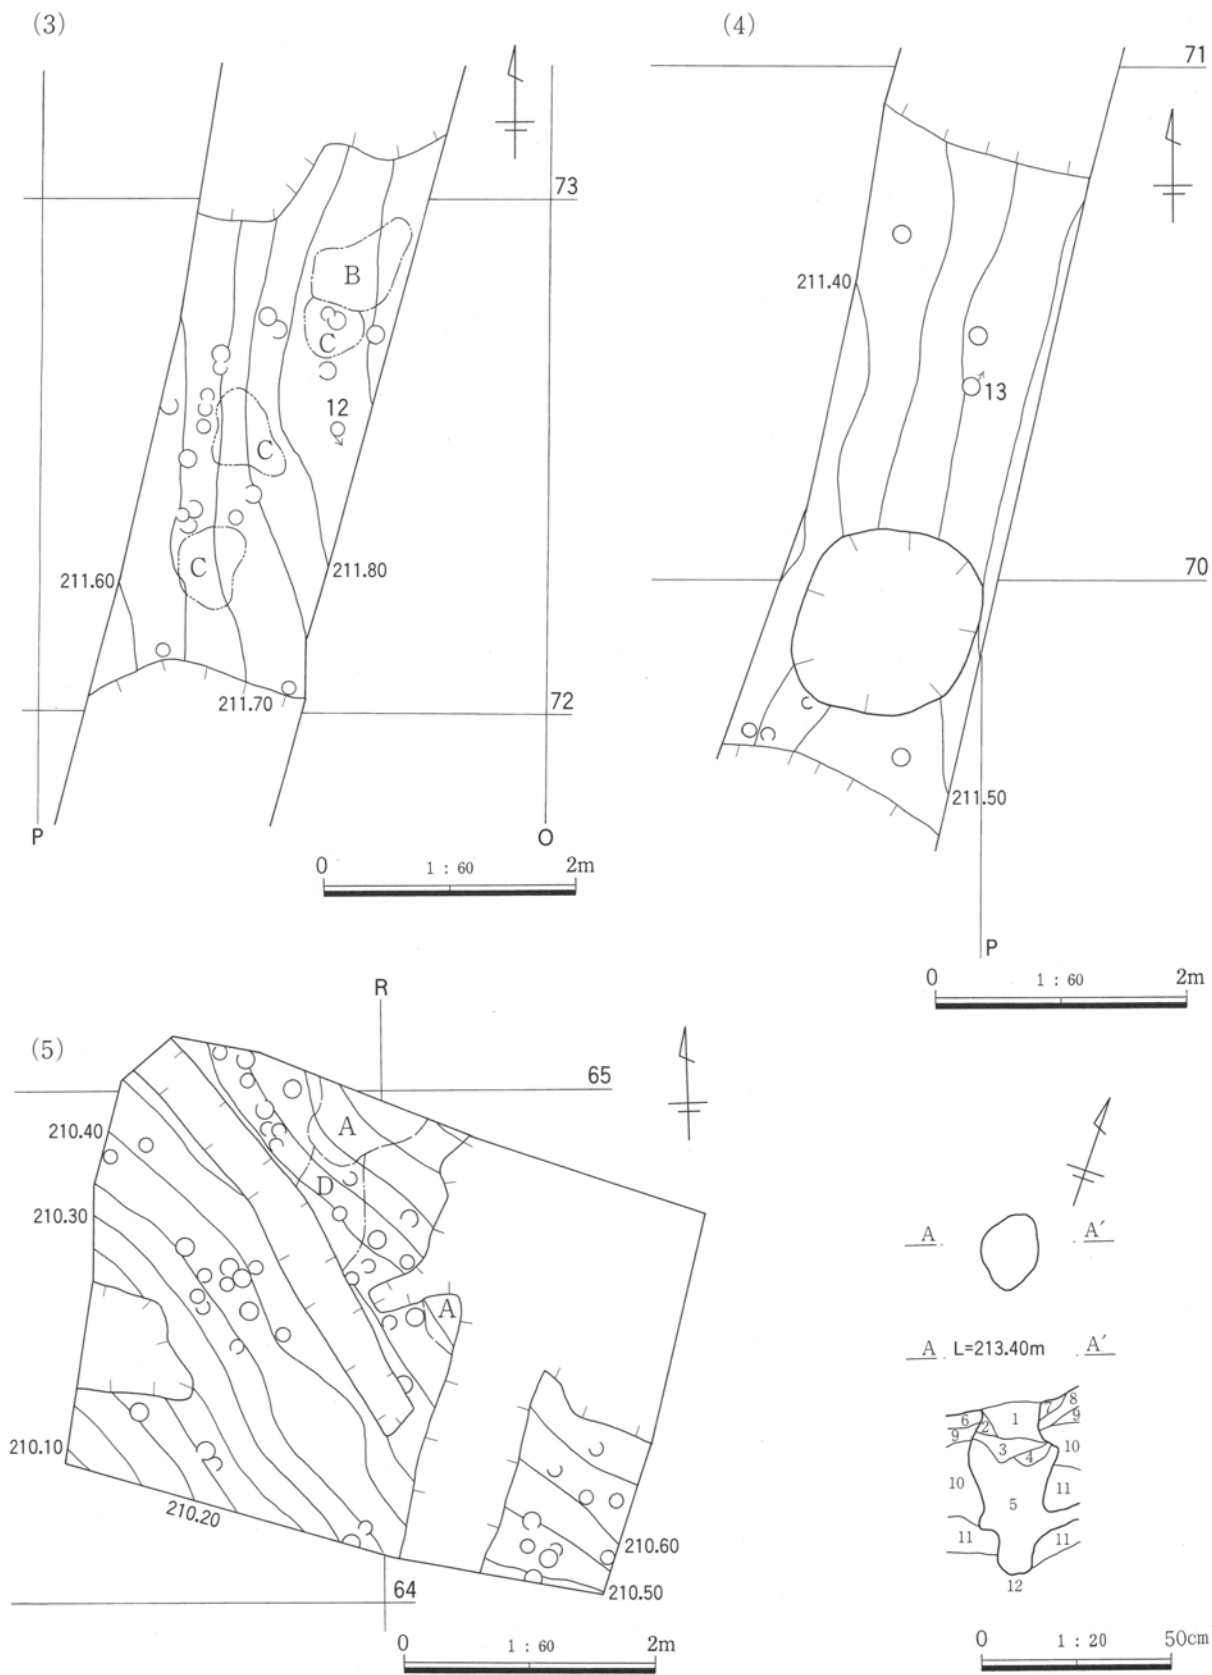 (3)
73
B
C
12
C
C
211.60
211.80
211.70
72
P
O
0 1 : 60 2m
(4)
71
211.40
13
70
211.50
P
0 1 : 60 2m
(5)
R
65
A
210.40
D
210.30
A
210.10
210.20
210.60
210.50
64
0 1 : 60 2m
A A′
A L=213.40m A′
6 2 1 7 8
9 9
3 4 10
10 5 11
11 11
12
0 1 : 20 50cm